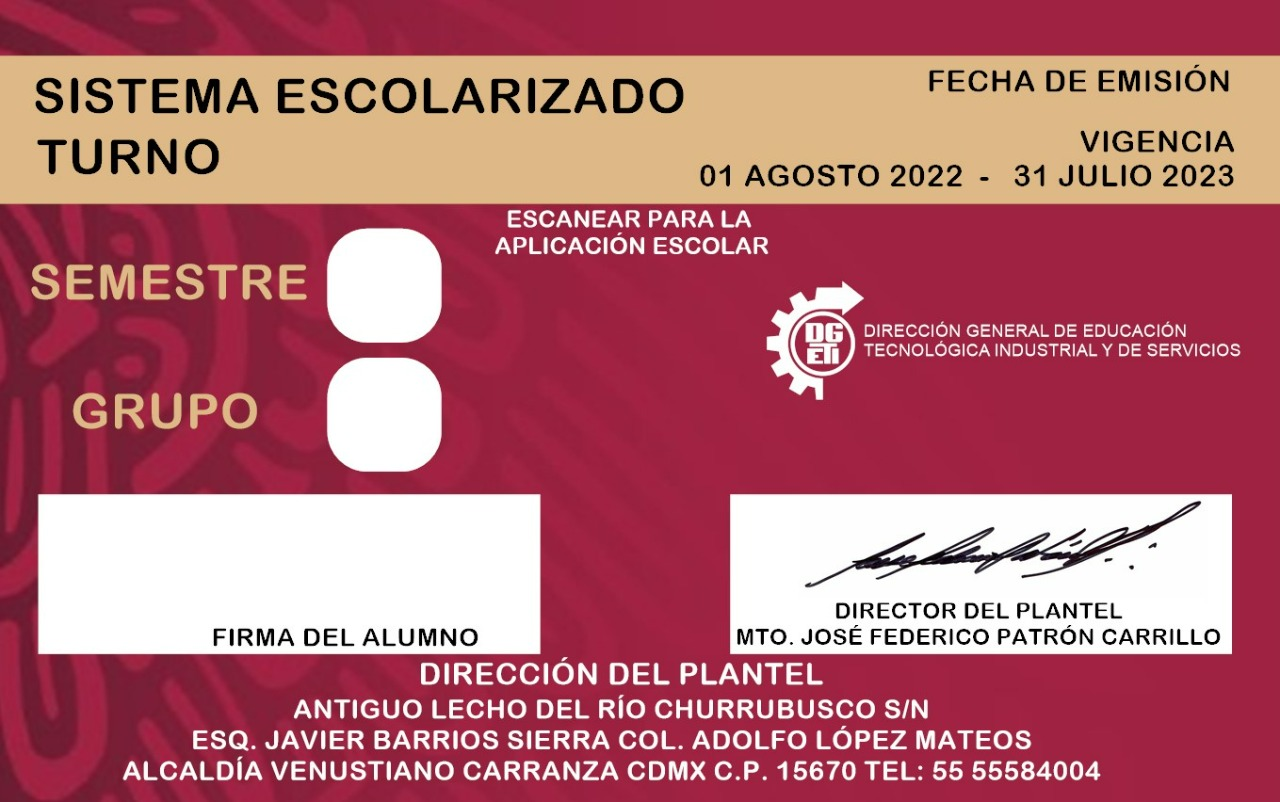 SISTEMA ESCOLARIZADO
TURNO
FECHA DE EMISIÓN
VIGENCIA
01 AGOSTO 2022 - 31 JULIO 2023
ESCANEAR PARA LA
APLICACIÓN ESCOLAR
SEMESTRE
GRUPO
DG
ETI
DIRECCIÓN GENERAL DE EDUCACIÓN
TECNOLÓGICA INDUSTRIAL Y DE SERVICIOS
FIRMA DEL ALUMNO
DIRECTOR DEL PLANTEL
MTO. JOSÉ FEDERICO PATRÓN CARRILLO
DIRECCIÓN DEL PLANTEL
ANTIGUO LECHO DEL RÍO CHURRUBUSCO S/N
ESQ. JAVIER BARRIOS SIERRA COL. ADOLFO LÓPEZ MATEOS
ALCALDÍA VENUSTIANO CARRANZA CDMX C.P. 15670 TEL: 55 55584004